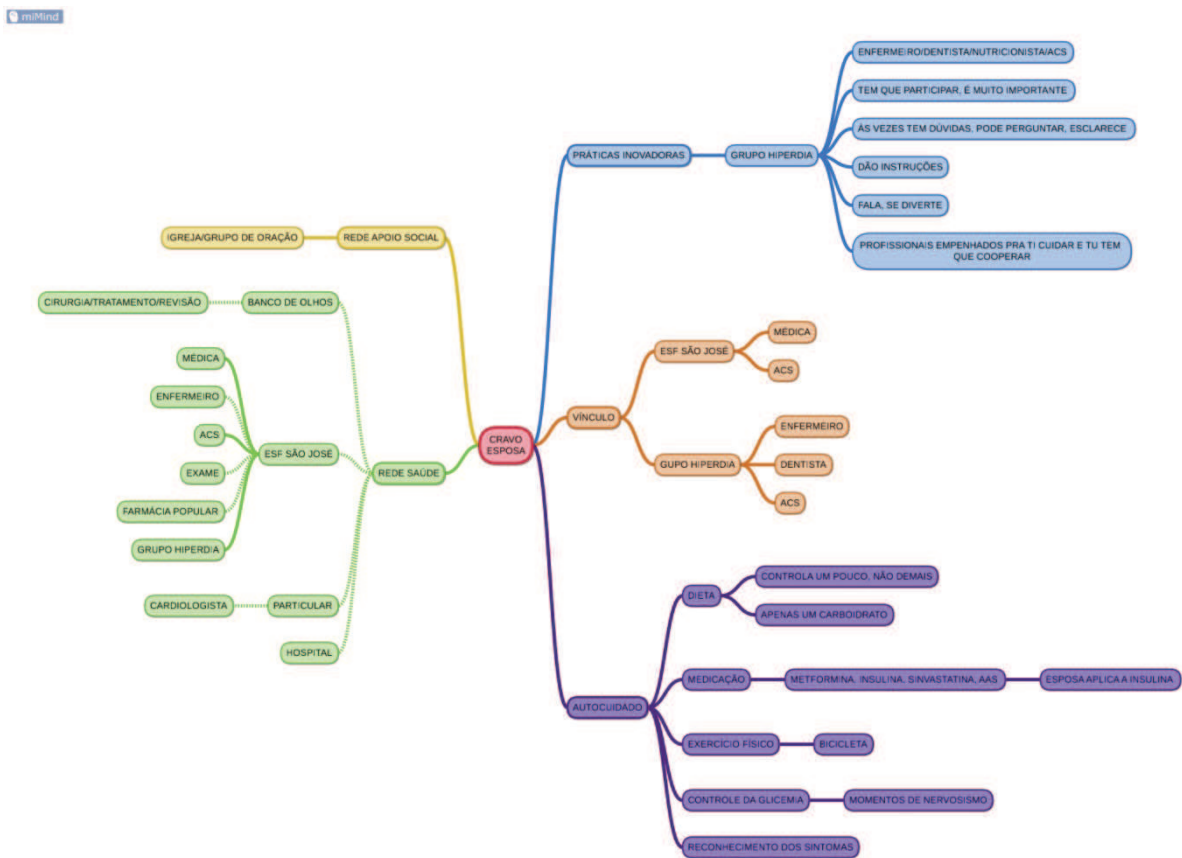 miMind
ENFERMEIRO/DENTISTA/NUTRICIONISTA/ACS
TEM QUE PARTICIPAR, É MUITO IMPORTANTE
ÀS VEZES TEM DÚVIDAS, PODE PERGUNTAR, ESCLARECE
PRÁTICAS INOVADORAS
GRUPO HIPERDIA
DÃO INSTRUÇÕES
FALA, SE DIVERTE
PROFISSIONAIS EMPENHADOS PRA TI CUIDAR E TU TEM
QUE COOPERAR
IGREJA/GRUPO DE ORAÇÃO
REDE APOIO SOCIAL
CIRURGIA/TRATAMENTO/REVISÃO
BANCO DE OLHOS
MÉDICA
ENFERMEIRO
ACS
EXAME
FARMÁCIA POPULAR
GRUPO HIPERDIA
ESF SÃO JOSÉ
REDE SAÚDE
CARDIOLOGISTA
PARTICULAR
HOSPITAL
CRAVO
ESPOSA
VÍNCULO
ESF SÃO JOSÉ
MÉDICA
ACS
GUPO HIPERDIA
ENFERMEIRO
DENTISTA
ACS
AUTOCUIDADO
DIETA
CONTROLA UM POUCO, NÃO DEMAIS
APENAS UM CARBOIDRATO
MEDICAÇÃO
METFORMINA, INSULINA, SINVASTATINA, AAS
ESPOSA APLICA A INSULINA
EXERCÍCIO FÍSICO
BICICLETA
CONTROLE DA GLICEMIA
MOMENTOS DE NERVOSISMO
RECONHECIMENTO DOS SINTOMAS